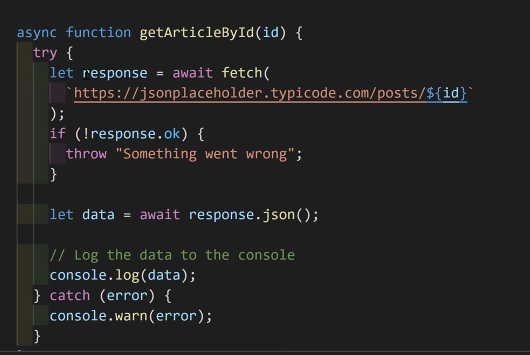 async function getArticleById(id) {
  try {
    let response = await fetch(
      `https://jsonplaceholder.typicode.com/posts/${id}`
    );
    if (!response.ok) {
      throw "Something went wrong";
    }

    let data = await response.json();

    // Log the data to the console
    console.log(data);
  } catch (error) {
    console.warn(error);
  }